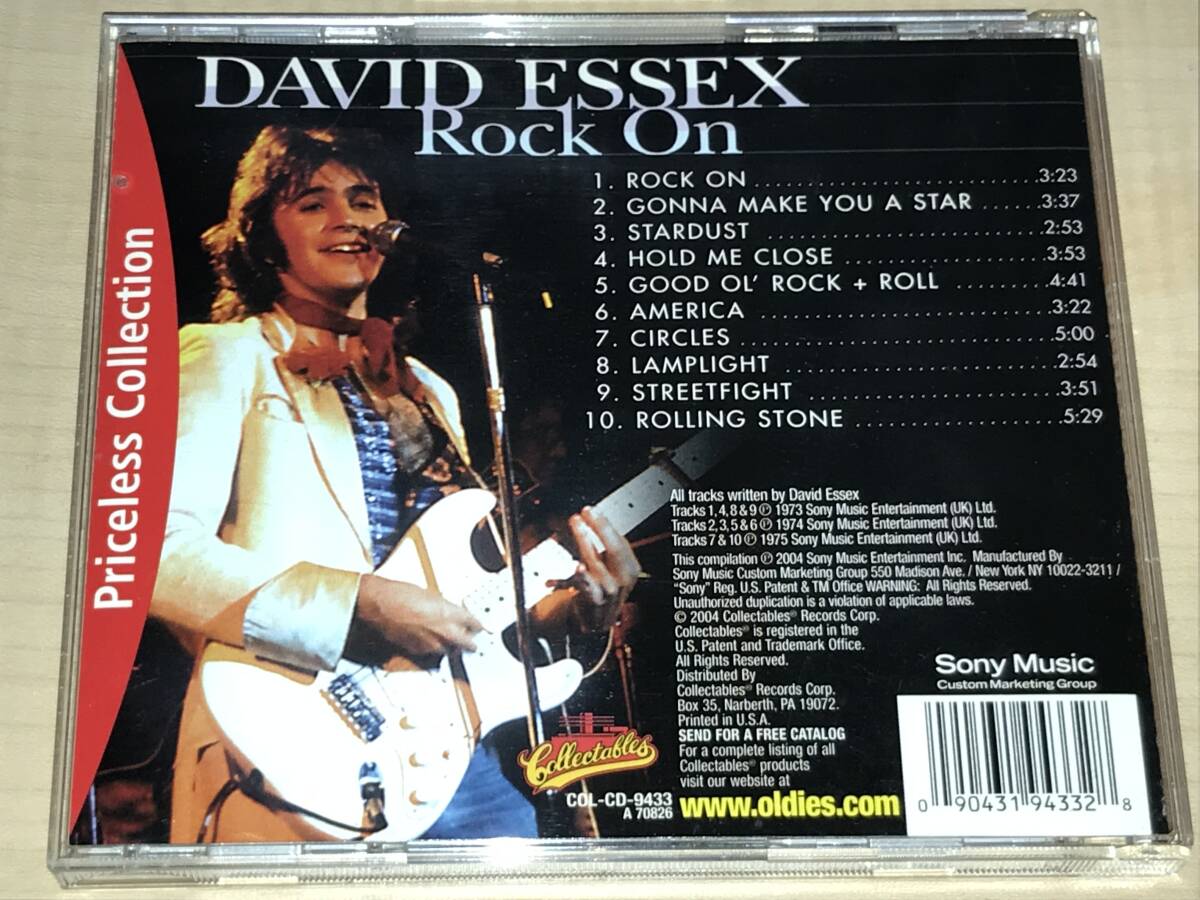 DAVID ESSEX
Rock On
Priceless Collection
1. ROCK ON 3:23
2. GONNA MAKE YOU A STAR 3:37
3. STARDUST 2:53
4. HOLD ME CLOSE 3:53
5. GOOD OL' ROCK + ROLL 4:41
6. AMERICA 3:22
7. CIRCLES 5:00
8. LAMPLIGHT 2:54
9. STREETFIGHT 3:51
10. ROLLING STONE 5:29
All tracks written by David Essex
Tracks 1, 4, 8 & 9 ℗ 1973 Sony Music Entertainment (UK) Ltd.
Tracks 2, 3, 5 & 6 ℗ 1974 Sony Music Entertainment (UK) Ltd.
Tracks 7 & 10 ℗ 1975 Sony Music Entertainment (UK) Ltd.
This compilation ℗ 2004 Sony Music Entertainment Inc. Manufactured By
Sony Music Custom Marketing Group 550 Madison Ave. / New York NY 10022-3211 /
"Sony" Reg. U.S. Patent & TM Office WARNING: All Rights Reserved.
Unauthorized duplication is a violation of applicable laws.
© 2004 Collectables® Records Corp.
Collectables® is registered in the
U.S. Patent and Trademark Office.
All Rights Reserved.
Distributed By
Collectables® Records Corp.
Box 35, Narberth, PA 19072.
Printed in U.S.A.
SEND FOR A FREE CATALOG
For a complete listing of all
Collectables® products
visit our website at
www.oldies.com
Collectables
COL-CD-9433
A 70826
Sony Music
Custom Marketing Group
0 90431 94332 8